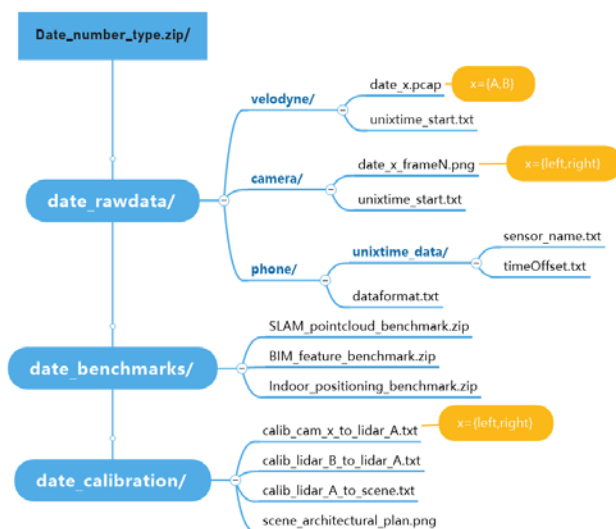 Date_number_type.zip/
date_x.pcap
x={A,B}
velodyne/
unixtime_start.txt
date_x_frameN.png
x={left,right}
camera/
date_rawdata/
unixtime_start.txt
sensor_name.txt
unixtime_data/
timeOffset.txt
phone/
dataformat.txt
SLAM_pointcloud_benchmark.zip
date_benchmarks/
BIM_feature_benchmark.zip
Indoor_positioning_benchmark.zip
x={left,right}
calib_cam_x_to_lidar_A.txt
calib_lidar_B_to_lidar_A.txt
date_calibration/
calib_lidar_A_to_scene.txt
scene_architectural_plan.png